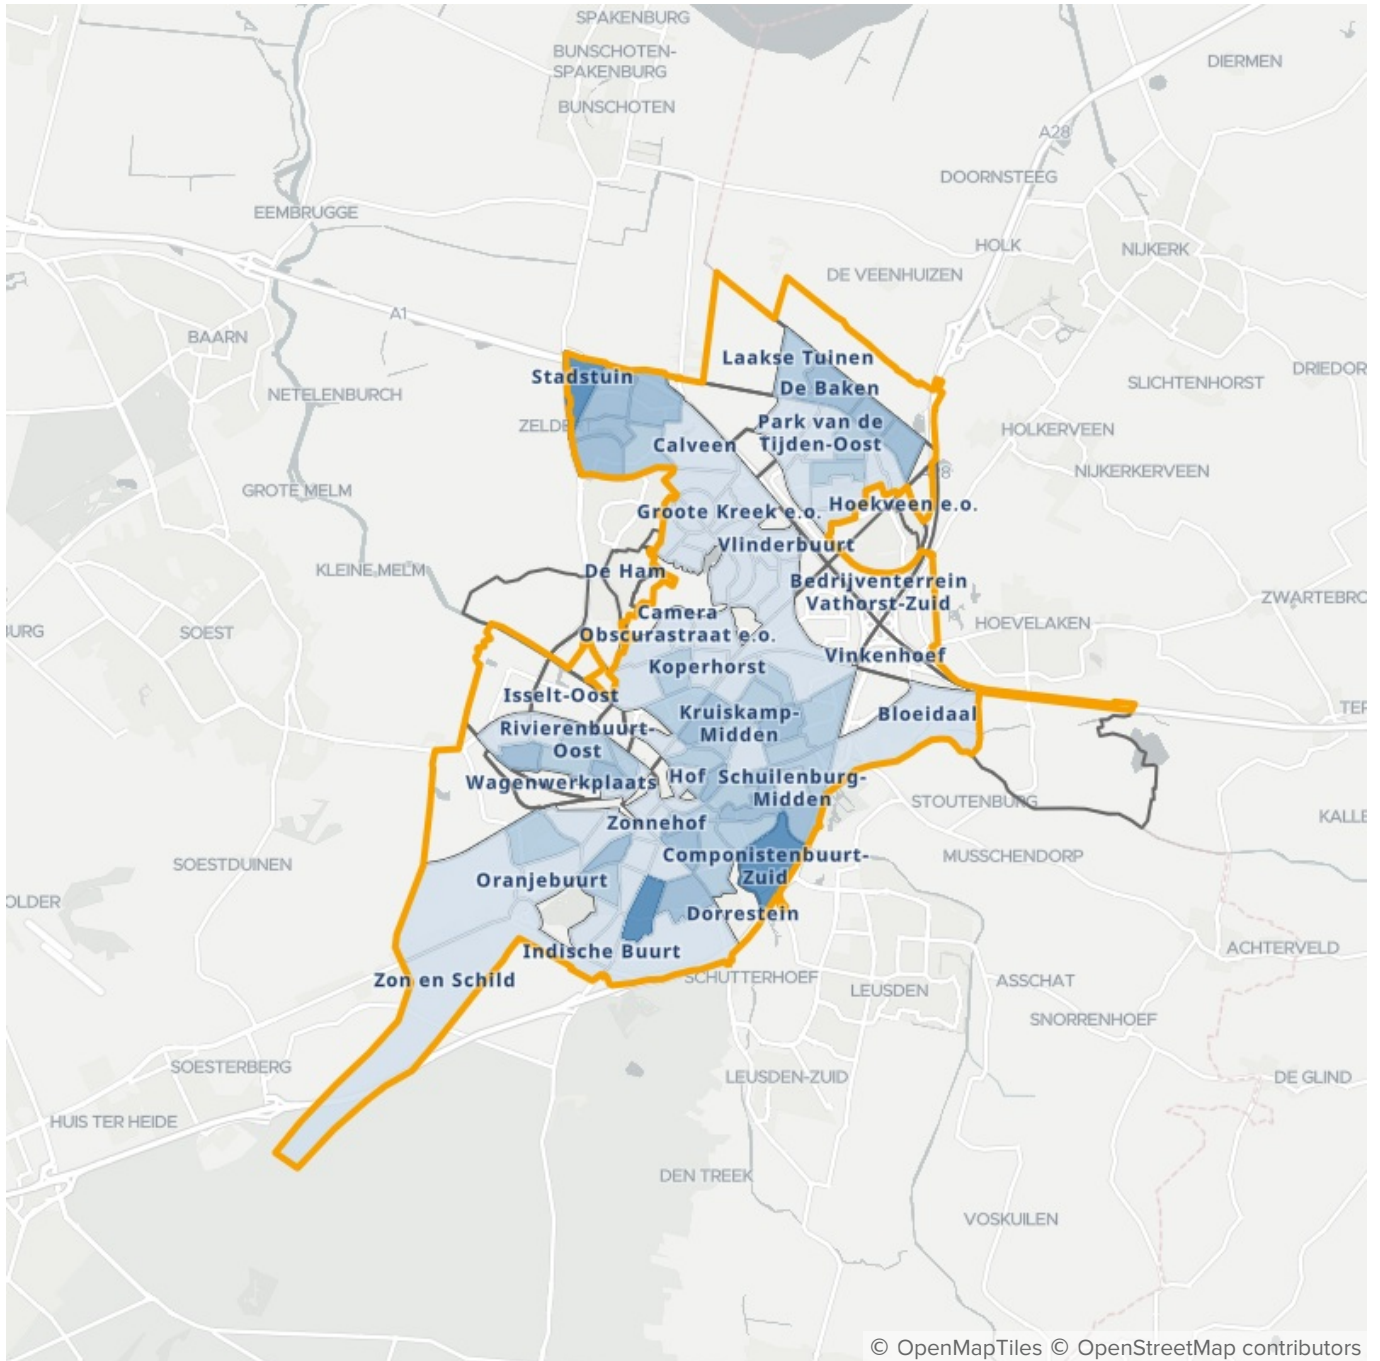 SPAKENBURG
BUNSCHOTEN-
SPAKENBURG
BUNSCHOTEN
DIERMEN
A28
DOORNSTEEG
EEMBRUGGE
HOLK
NIJKERK
DE VEENHUIZEN
A1
BAARN
Laakse Tuinen
DRIEDOR
Stadstuin
De Baken
SLICHTENHORST
NETELENBURCH
Park van de
Tijden-Oost
Calveen
HOLKERVEEN
NIJKERKERVEEN
GROTE MELM
Groote Kreek e.o.
Hoekveen e.o.
Vlinderbuurt
De Ham
KLEINE MELM
Bedrijventerrein
Vathorst-Zuid
ZWARTEBRO
Camera
Obscurastraat e.o.
HOEVELAKEN
BURG
SOEST
Koperhorst
Vinkenhoef
Isselt-Oost
TER
Kruiskamp-
Midden
Bloeidaal
Rivierenbuurt-
Oost
Wagenwerkplaats
Hof
Schuilenburg-
Midden
STOUTENBURG
KALLE
Zonnehof
SOESTDUINEN
Componistenbuurt-
Zuid
MUSSCHENDORP
Oranjebuurt
OLDER
Dorrestein
ACHTERVELD
Indische Buurt
Zon en Schild
SCHUTTERHOEF
LEUSDEN
ASSCHAT
SNORRENHOEF
SOESTERBERG
LEUSDEN-ZUID
DE GLIND
HUIS TER HEIDE
DEN TREEK
VOSKUILEN
© OpenMapTiles © OpenStreetMap contributors